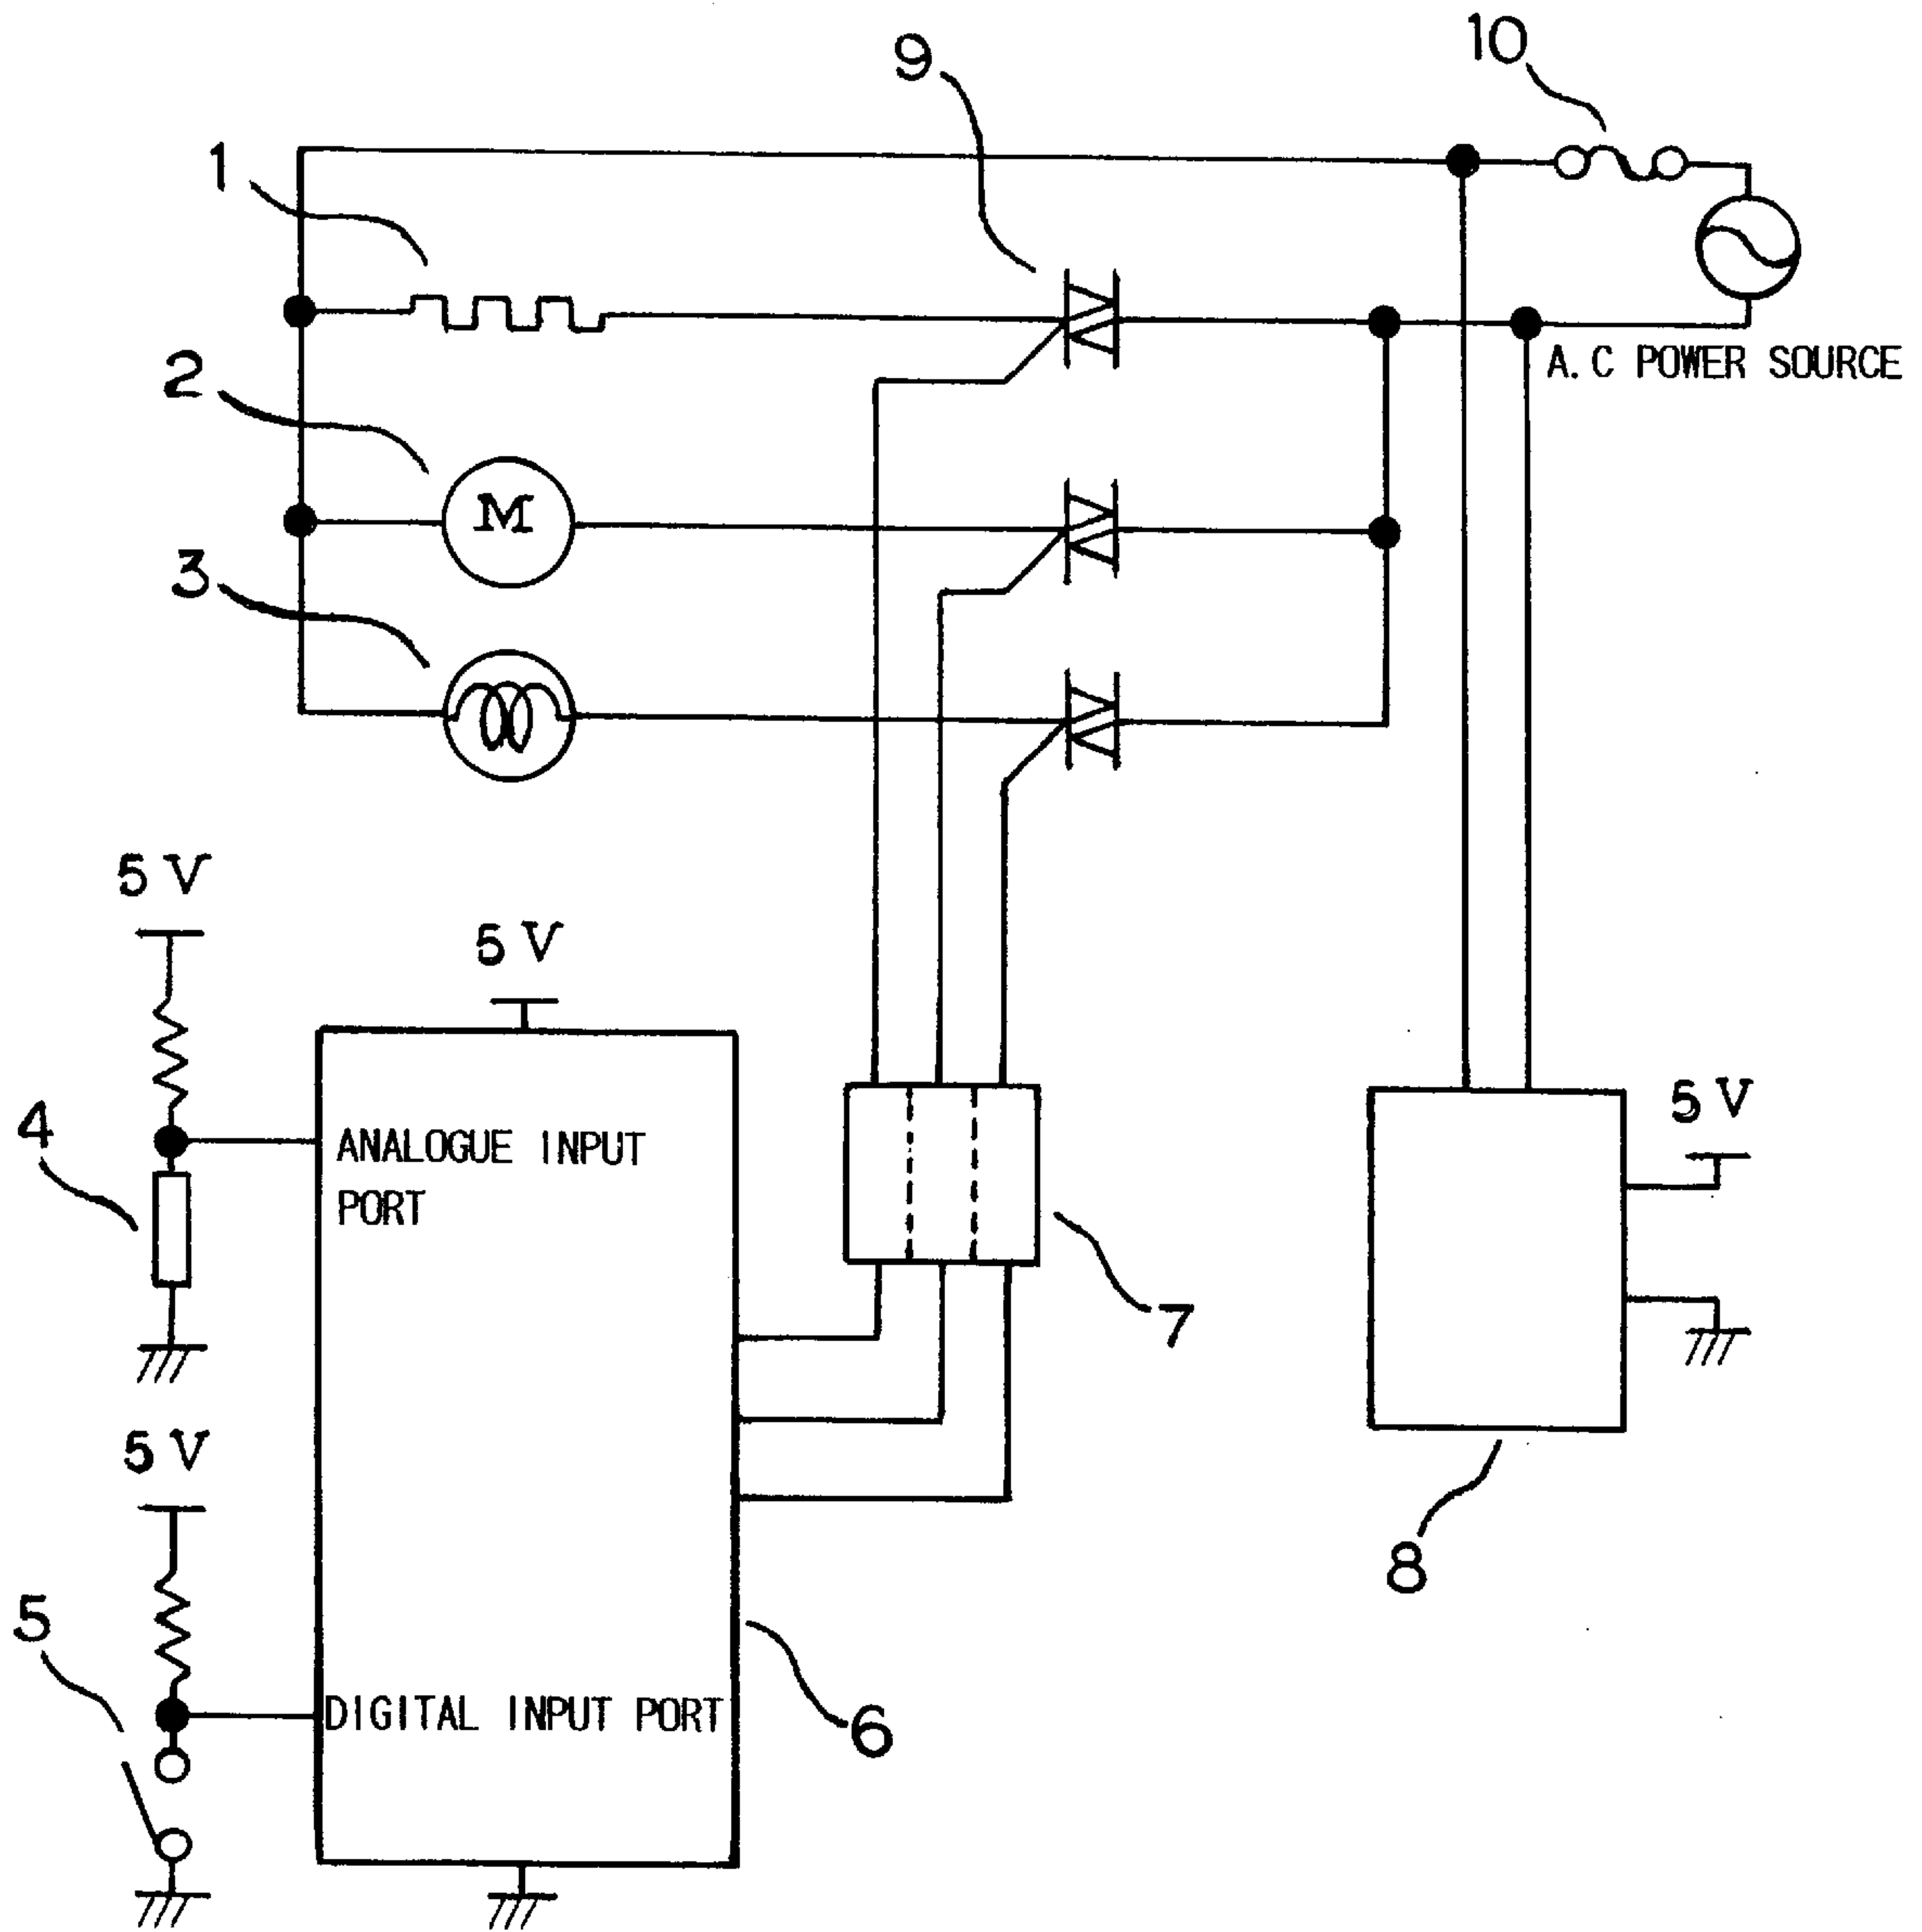 10
9
1
A.C POWER SOURCE
2
M
3
5 V
5 V
5 V
4
ANALOGUE INPUT
PORT
7
5 V
8
5
6
DIGITAL INPUT PORT